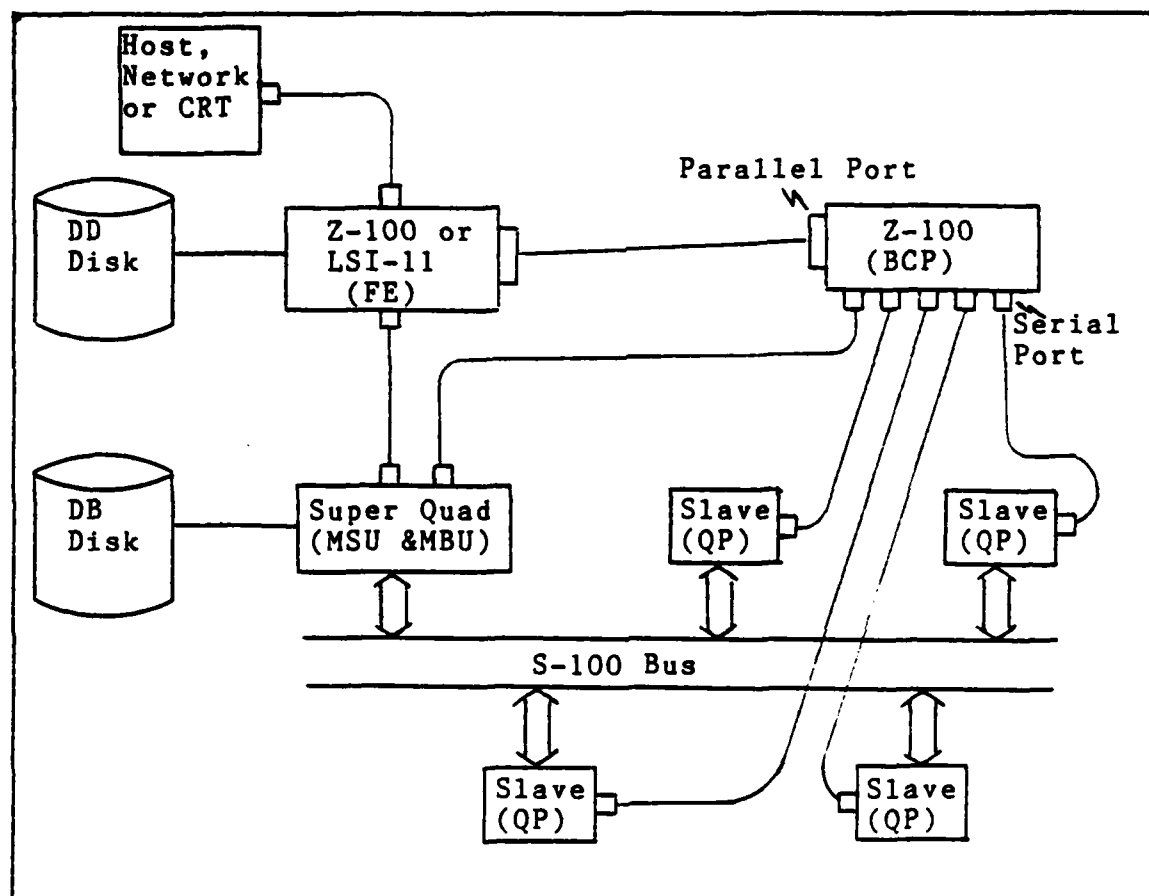 Host,
Network
or CRT
Parallel Port
DD
Disk
Z-100 or
LSI-11
(FE)
Z-100
(BCP)
Serial
Port
DB
Disk
Super Quad
(MSU &MBU)
Slave
(QP)
Slave
(QP)
S-100 Bus
Slave
(QP)
Slave
(QP)